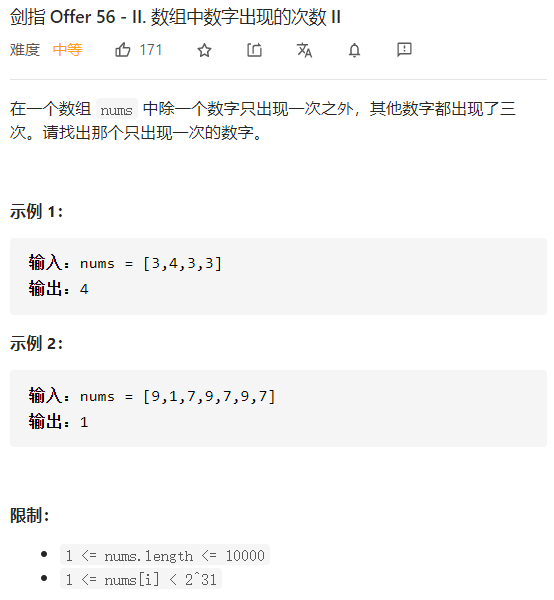 剑指 Offer 56 - II. 数组中数字出现的次数 II
难度 中等 171
在一个数组 nums 中除一个数字只出现一次之外，其他数字都出现了三
次。请找出那个只出现一次的数字。
示例 1：
输入：nums = [3,4,3,3]
输出：4
示例 2：
输入：nums = [9,1,7,9,7,9,7]
输出：1
限制：
1 <= nums.length <= 10000
1 <= nums[i] < 2^31